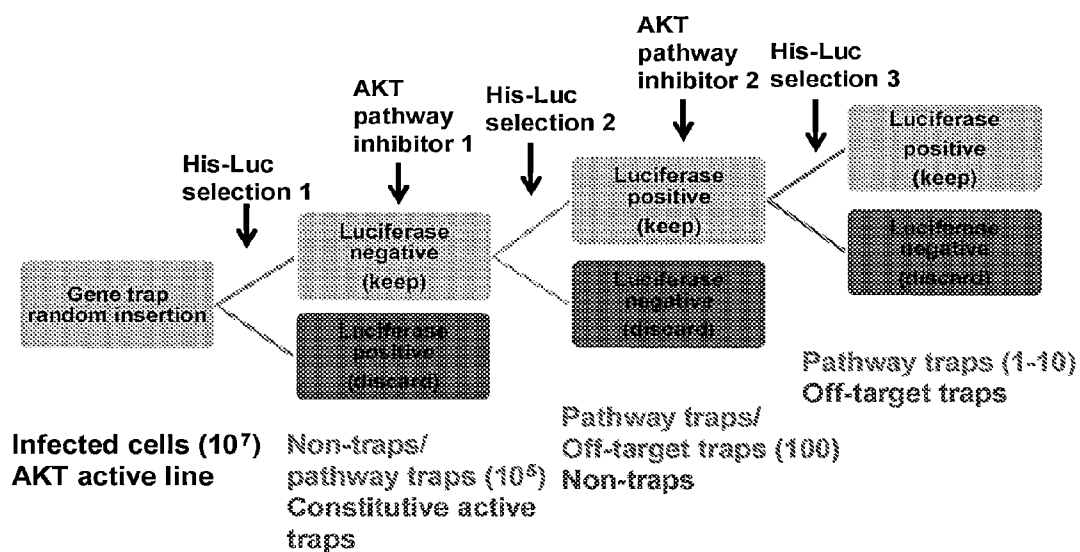 AKT
pathway
inhibitor 2
His-Luc
selection 3
AKT
pathway
inhibitor 1
His-Luc
selection 2
His-Luc
selection 1
Gene trap
random insertion
Luciferase
negative
(keep)
Luciferase
positive
(discard)
Luciferase
positive
(keep)
Luciferase
negative
(discard)
Luciferase
positive
(keep)
Luciferase
negative
(discard)
Infected cells (10⁷)
AKT active line
Non-traps/
pathway traps (10⁵)
Constitutive active
traps
Pathway traps/
Off-target traps (100)
Non-traps
Pathway traps (1-10)
Off-target traps